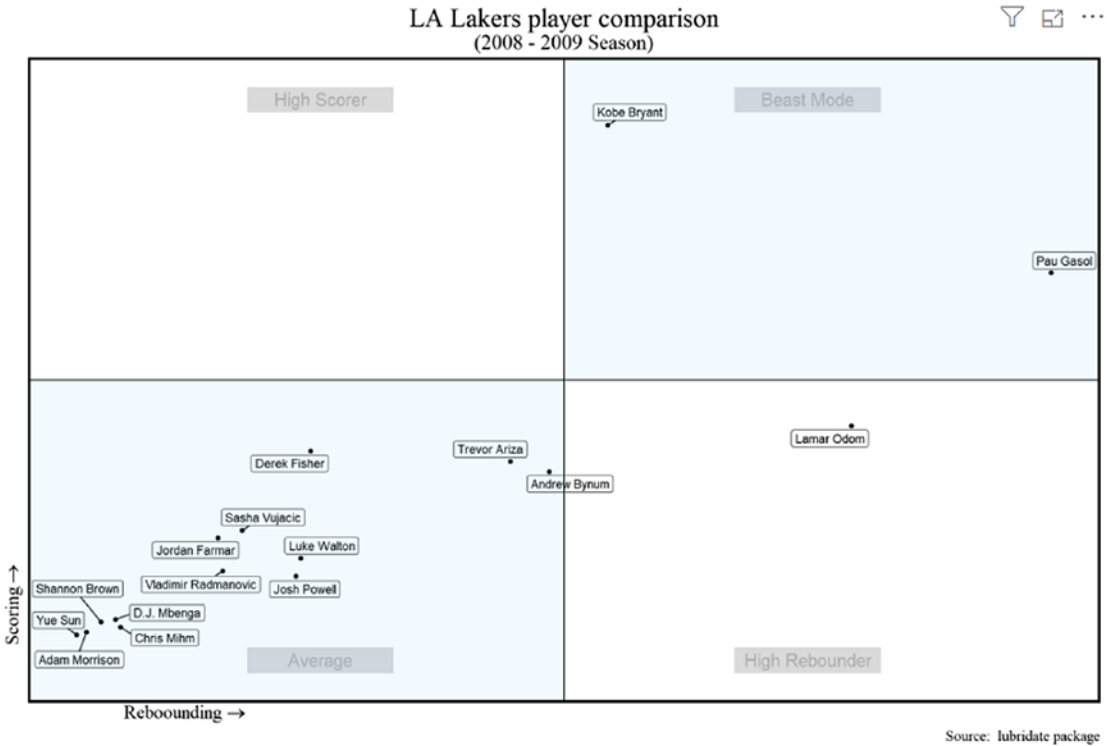 LA Lakers player comparison
(2008 - 2009 Season)
High Scorer
Beast Mode
Kobe Bryant
Pau Gasol
Lamar Odom
Trevor Ariza
Derek Fisher
Andrew Bynum
Sasha Vujacic
Jordan Farmar
Luke Walton
Vladimir Radmanovic
Josh Powell
Shannon Brown
D.J. Mbenga
Yue Sun
Chris Mihm
Adam Morrison
Average
High Rebounder
Scoring →
Reboounding →
Source: lubridate package